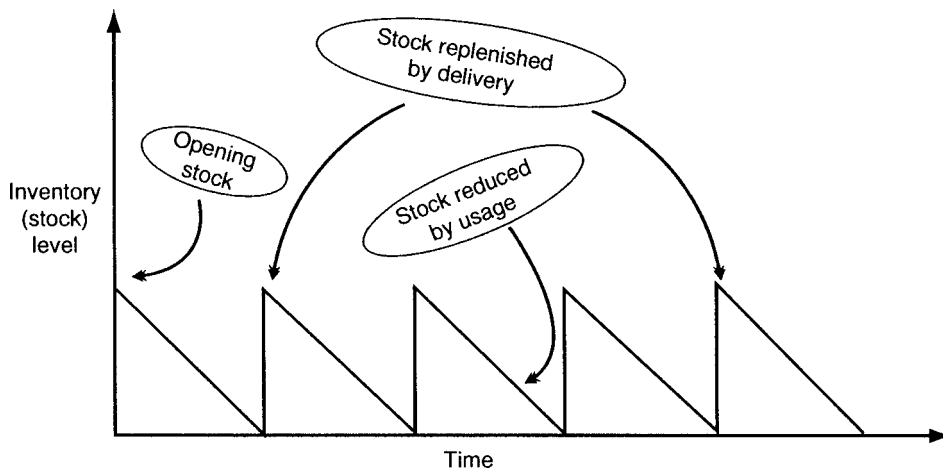 Stock replenished
by delivery
Opening
stock
Stock reduced
by usage
Inventory
(stock)
level
Time